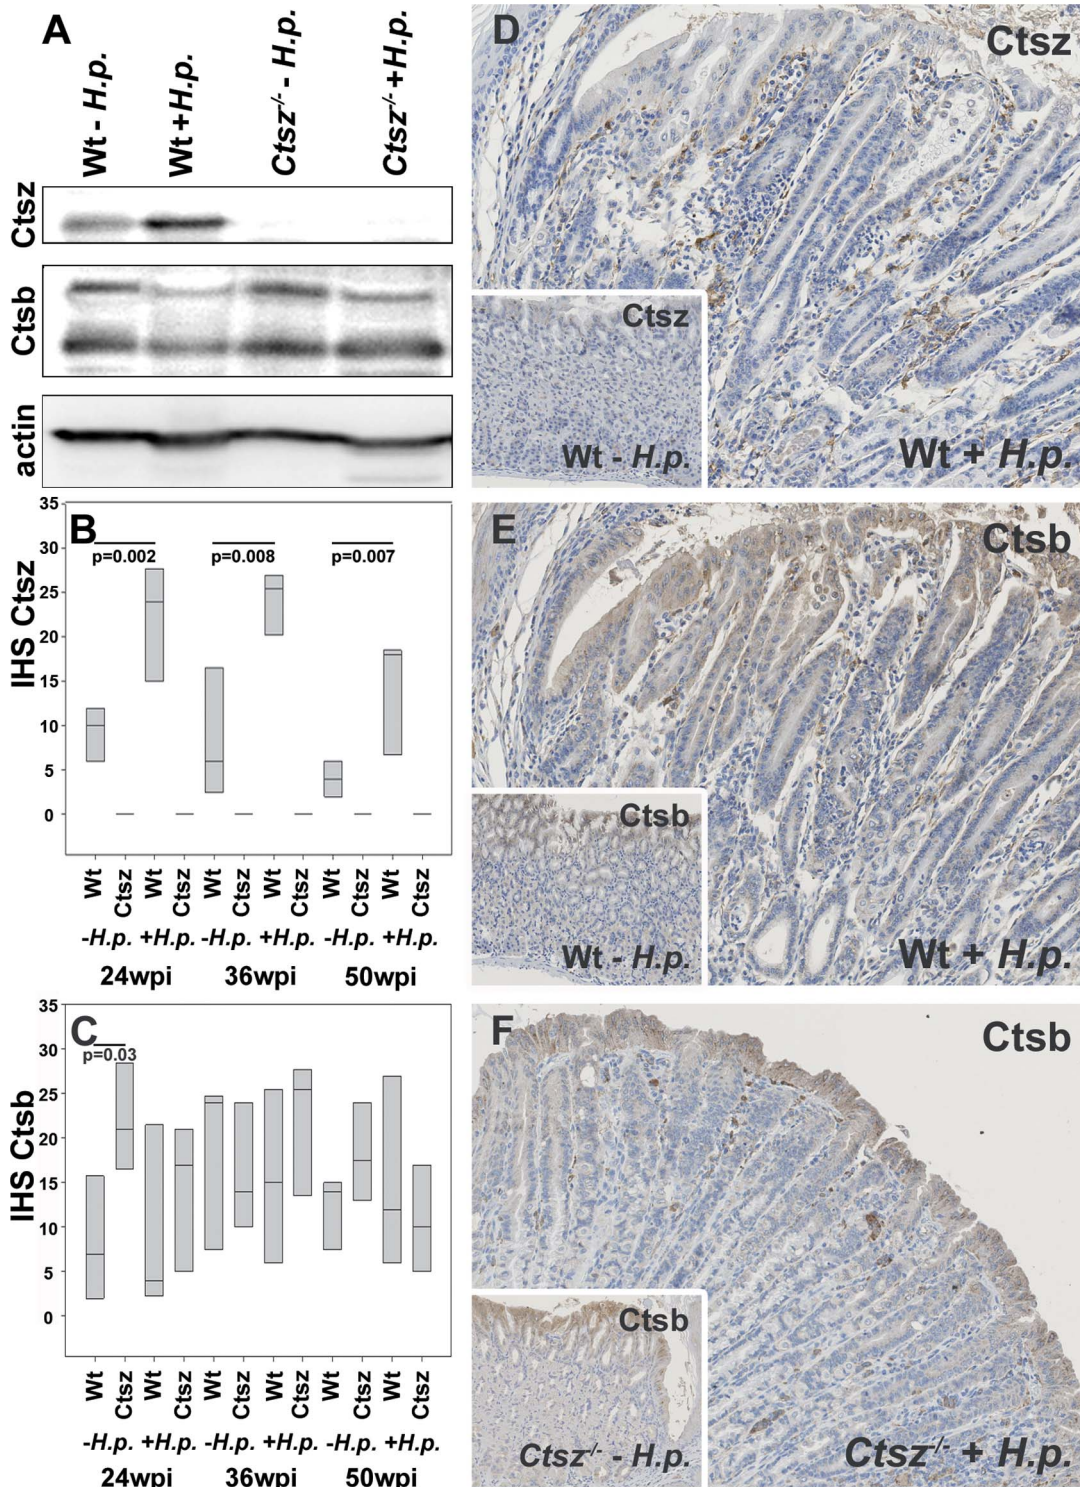 A
Wt - H.p.
Wt +H.p.
Ctsz-/- - H.p.
Ctsz-/- +H.p.
Ctsz
Ctsb
actin
B
IHS Ctsz
35
30
25
20
15
10
5
0
p=0.002
p=0.008
p=0.007
Wt Ctsz Wt Ctsz Wt Ctsz Wt Ctsz Wt Ctsz Wt Ctsz
-H.p. +H.p. -H.p. +H.p. -H.p. +H.p.
24wpi 36wpi 50wpi
C
IHS Ctsb
35
30
25
20
15
10
5
0
p=0.03
Wt Ctsz Wt Ctsz Wt Ctsz Wt Ctsz Wt Ctsz Wt Ctsz
-H.p. +H.p. -H.p. +H.p. -H.p. +H.p.
24wpi 36wpi 50wpi
D
Ctsz
Ctsz
Wt - H.p.
Wt + H.p.
E
Ctsb
Ctsb
Wt - H.p.
Wt + H.p.
F
Ctsb
Ctsb
Ctsz-/- - H.p.
Ctsz-/- + H.p.